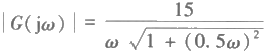 |G(jω)| = 15 / (ω √(1 + (0.5ω)²))